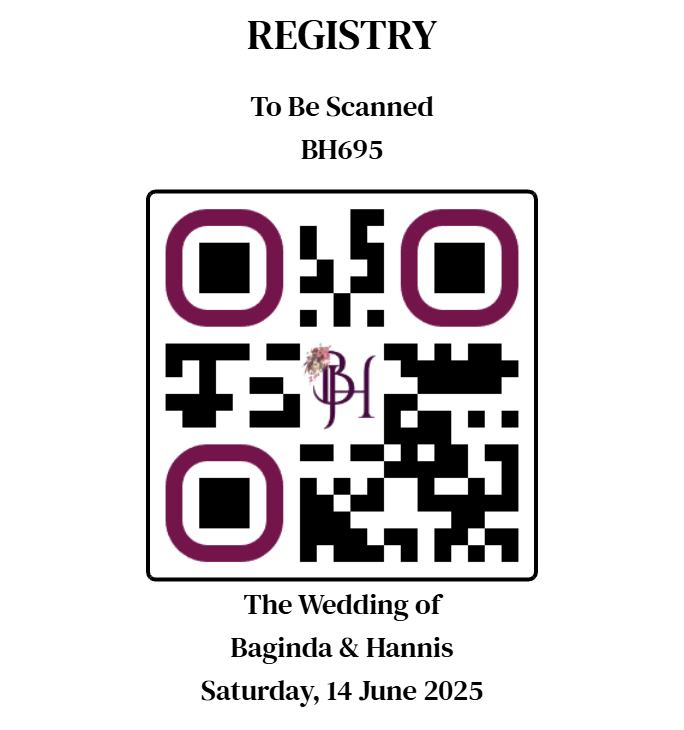 REGISTRY
To Be Scanned
BH695
BH
The Wedding of
Baginda & Hannis
Saturday, 14 June 2025